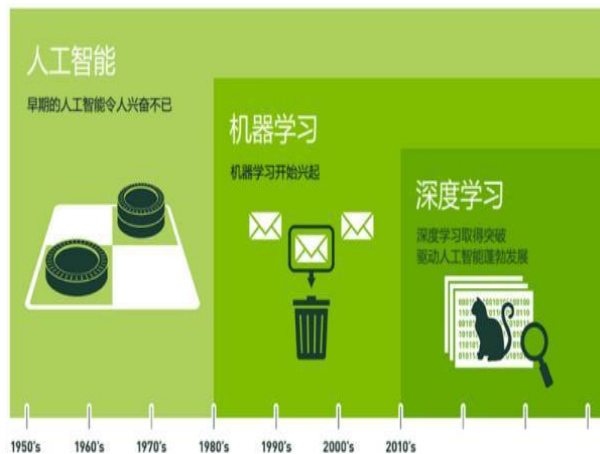 人工智能
早期的人工智能令人兴奋不已
机器学习
机器学习开始兴起
深度学习
深度学习取得突破
驱动人工智能蓬勃发展
1950's 1960's 1970's 1980's 1990's 2000's 2010's